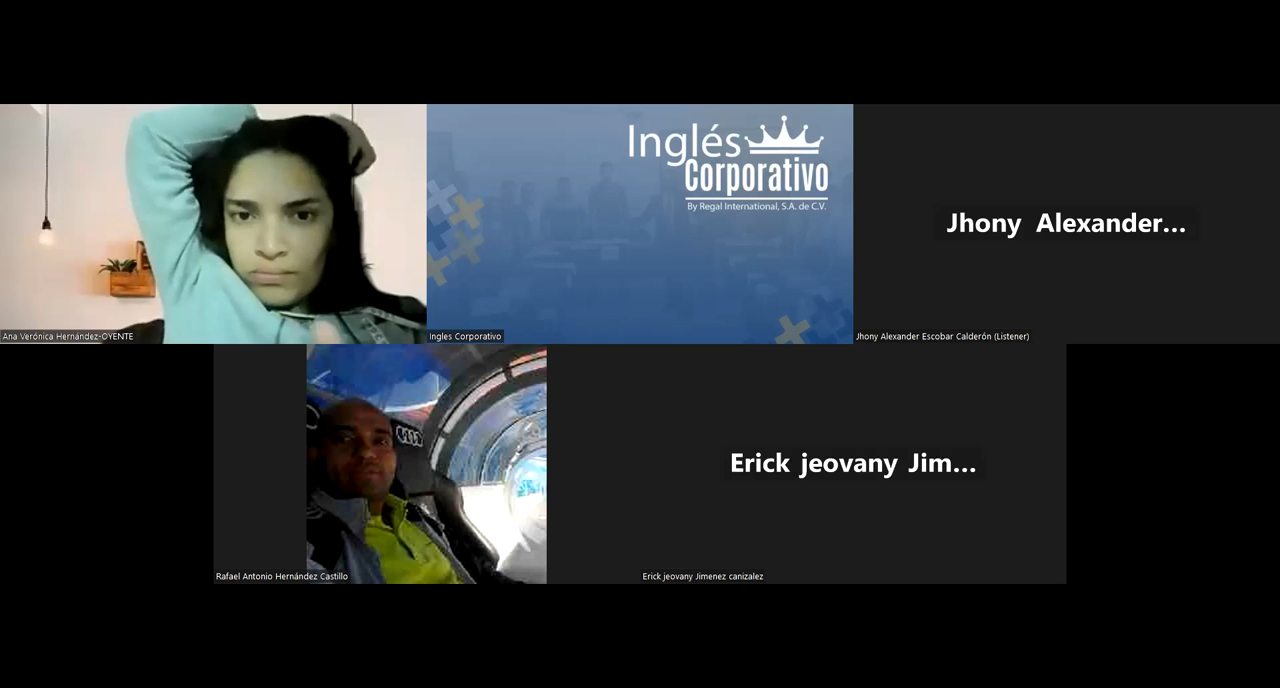 Inglés
Corporativo
By Regal International, S.A. de C.V.
Jhony Alexander...
Ana Verónica Hernández-OYENTE
Ingles Corporativo
Jhony Alexander Escobar Calderón (Listener)
Erick jeovany Jim...
Rafael Antonio Hernández Castillo
Erick jeovany Jimenez canizalez